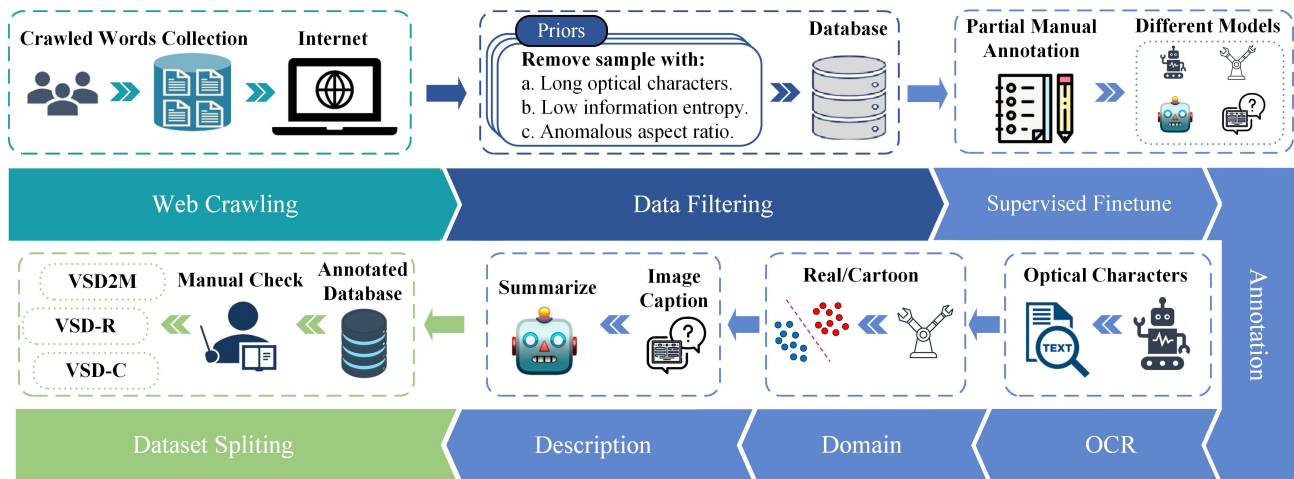 Crawled Words Collection
Internet
Priors
Remove sample with:
a. Long optical characters.
b. Low information entropy.
c. Anomalous aspect ratio.
Database
Partial Manual
Annotation
Different Models
Web Crawling
Data Filtering
Supervised Finetune
Annotation
Optical Characters
TEXT
Real/Cartoon
Image
Caption
Summarize
Annotated
Database
Manual Check
VSD2M
VSD-R
VSD-C
OCR
Domain
Description
Dataset Spliting